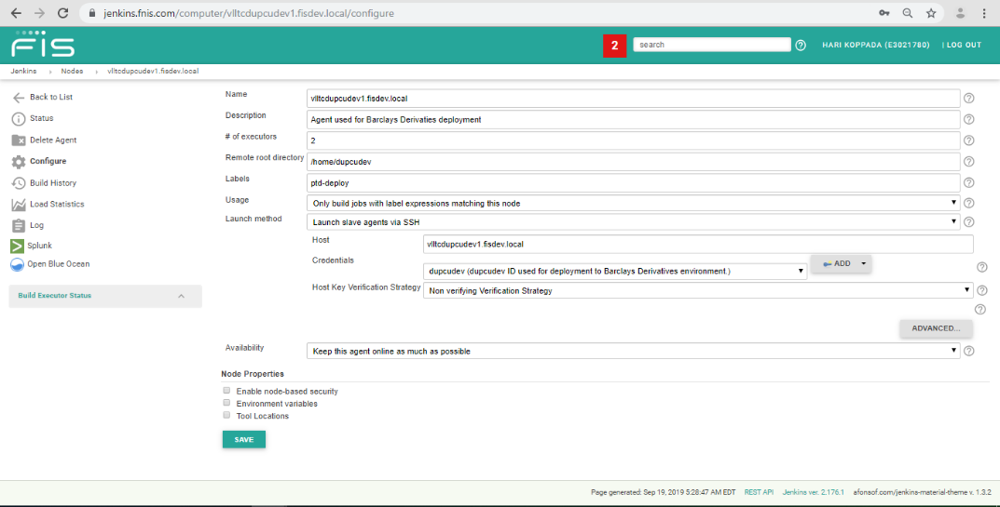 jenkins.fnis.com/computer/vlltcdupcudev1.fisdev.local/configure
FIS
2
search
HARI KOPPADA (E3021780)
| LOG OUT
Jenkins › Nodes › vlltcdupcudev1.fisdev.local
Back to List
Status
Delete Agent
Configure
Build History
Load Statistics
Log
Splunk
Open Blue Ocean
Build Executor Status
Name
vlltcdupcudev1.fisdev.local
Description
Agent used for Barclays Derivaties deployment
# of executors
2
Remote root directory
/home/dupcudev
Labels
ptd-deploy
Usage
Only build jobs with label expressions matching this node
Launch method
Launch slave agents via SSH
Host
vlltcdupcudev1.fisdev.local
Credentials
dupcudev (dupcudev ID used for deployment to Barclays Derivatives environment.)
ADD
Host Key Verification Strategy
Non verifying Verification Strategy
ADVANCED...
Availability
Keep this agent online as much as possible
Node Properties
Enable node-based security
Environment variables
Tool Locations
SAVE
Page generated: Sep 19, 2019 5:28:47 AM EDT REST API Jenkins ver. 2.176.1 afonsof.com/jenkins-material-theme v. 1.3.2